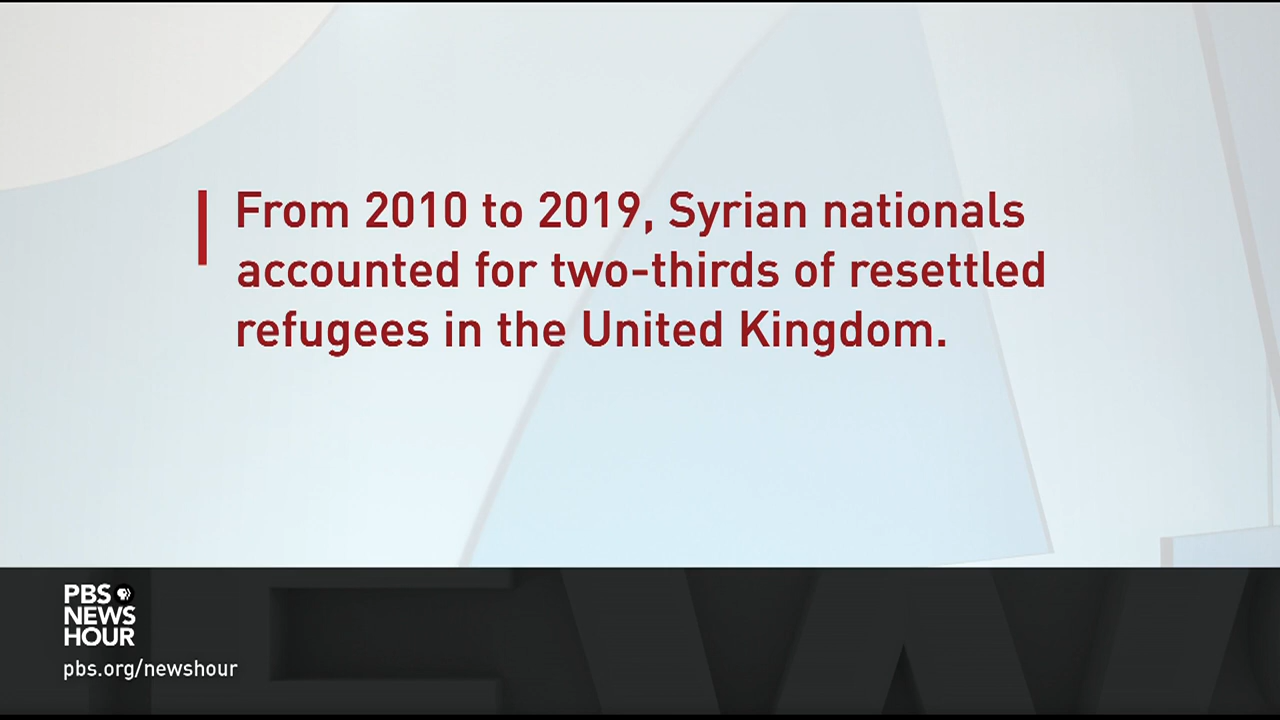 From 2010 to 2019, Syrian nationals
accounted for two-thirds of resettled
refugees in the United Kingdom.
PBS
NEWS
HOUR
pbs.org/newshour